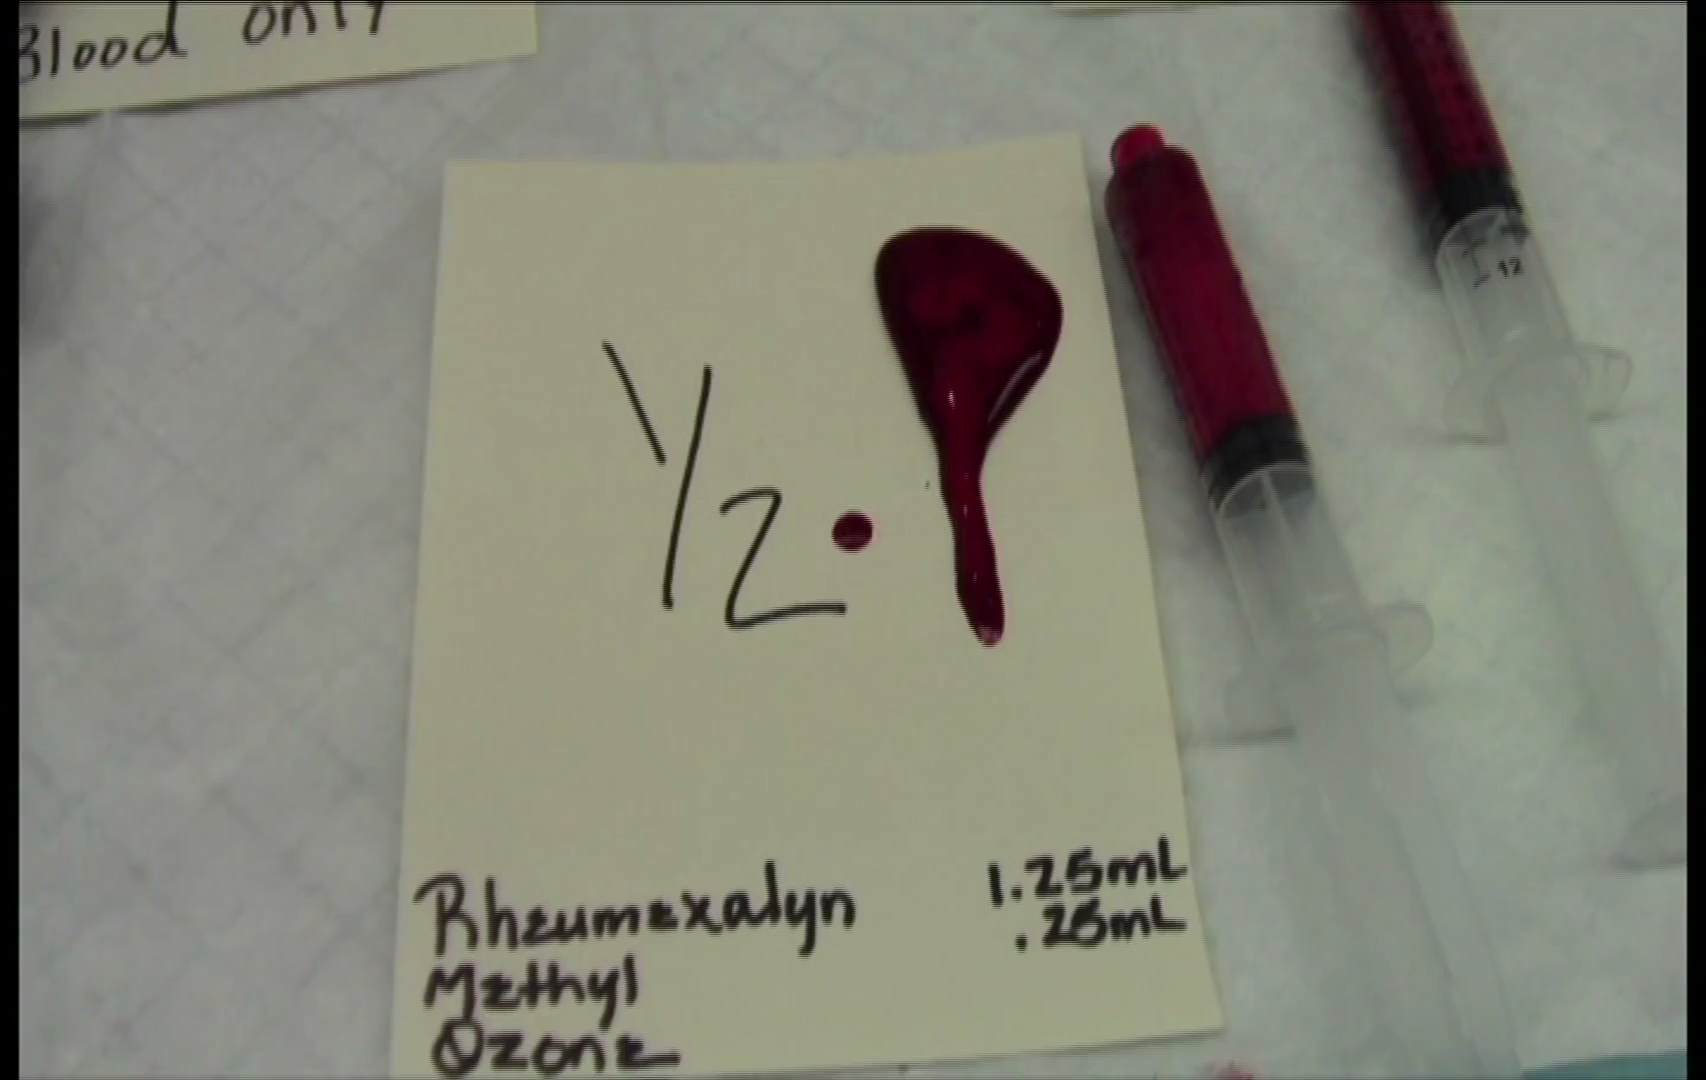 Blood only
12
1/2
Rheumexalyn 1.25mL
Methyl .25mL
Ozone